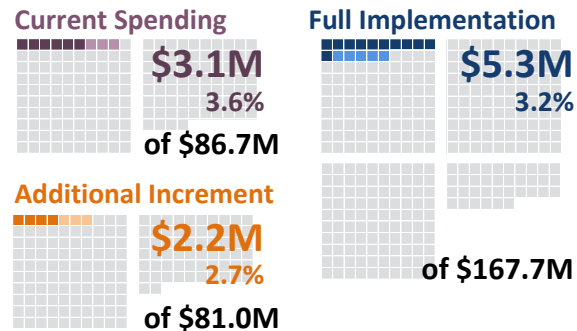 Current Spending
$3.1M
3.6%
of $86.7M
Additional Increment
$2.2M
2.7%
of $81.0M
Full Implementation
$5.3M
3.2%
of $167.7M